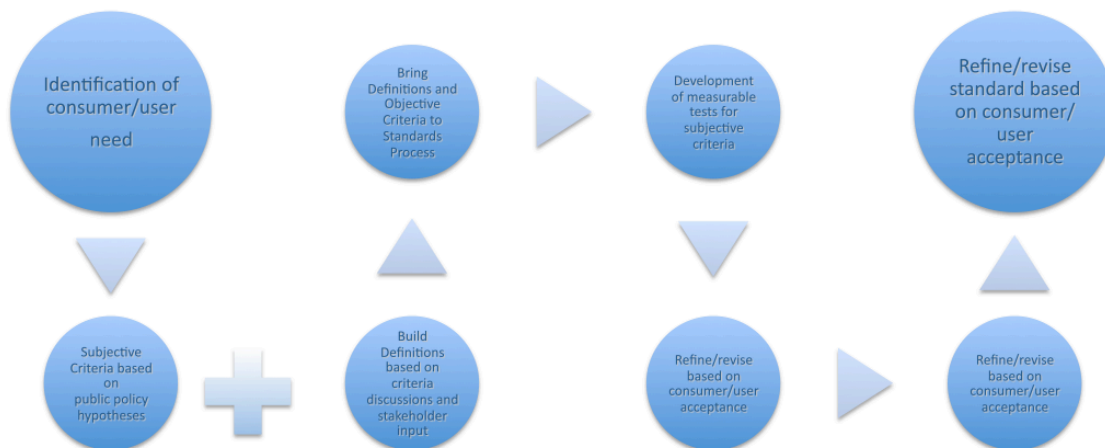 Identification of
consumer/user
need
Subjective
Criteria based
on
public policy
hypotheses
Build
Definitions
based on
criteria
discussions and
stakeholder
input
Bring
Definitions and
Objective
Criteria to
Standards
Process
Development
of measurable
tests for
subjective
criteria
Refine/revise
based on
consumer/user
acceptance
Refine/revise
based on
consumer/user
acceptance
Refine/revise
standard based
on consumer/
user
acceptance